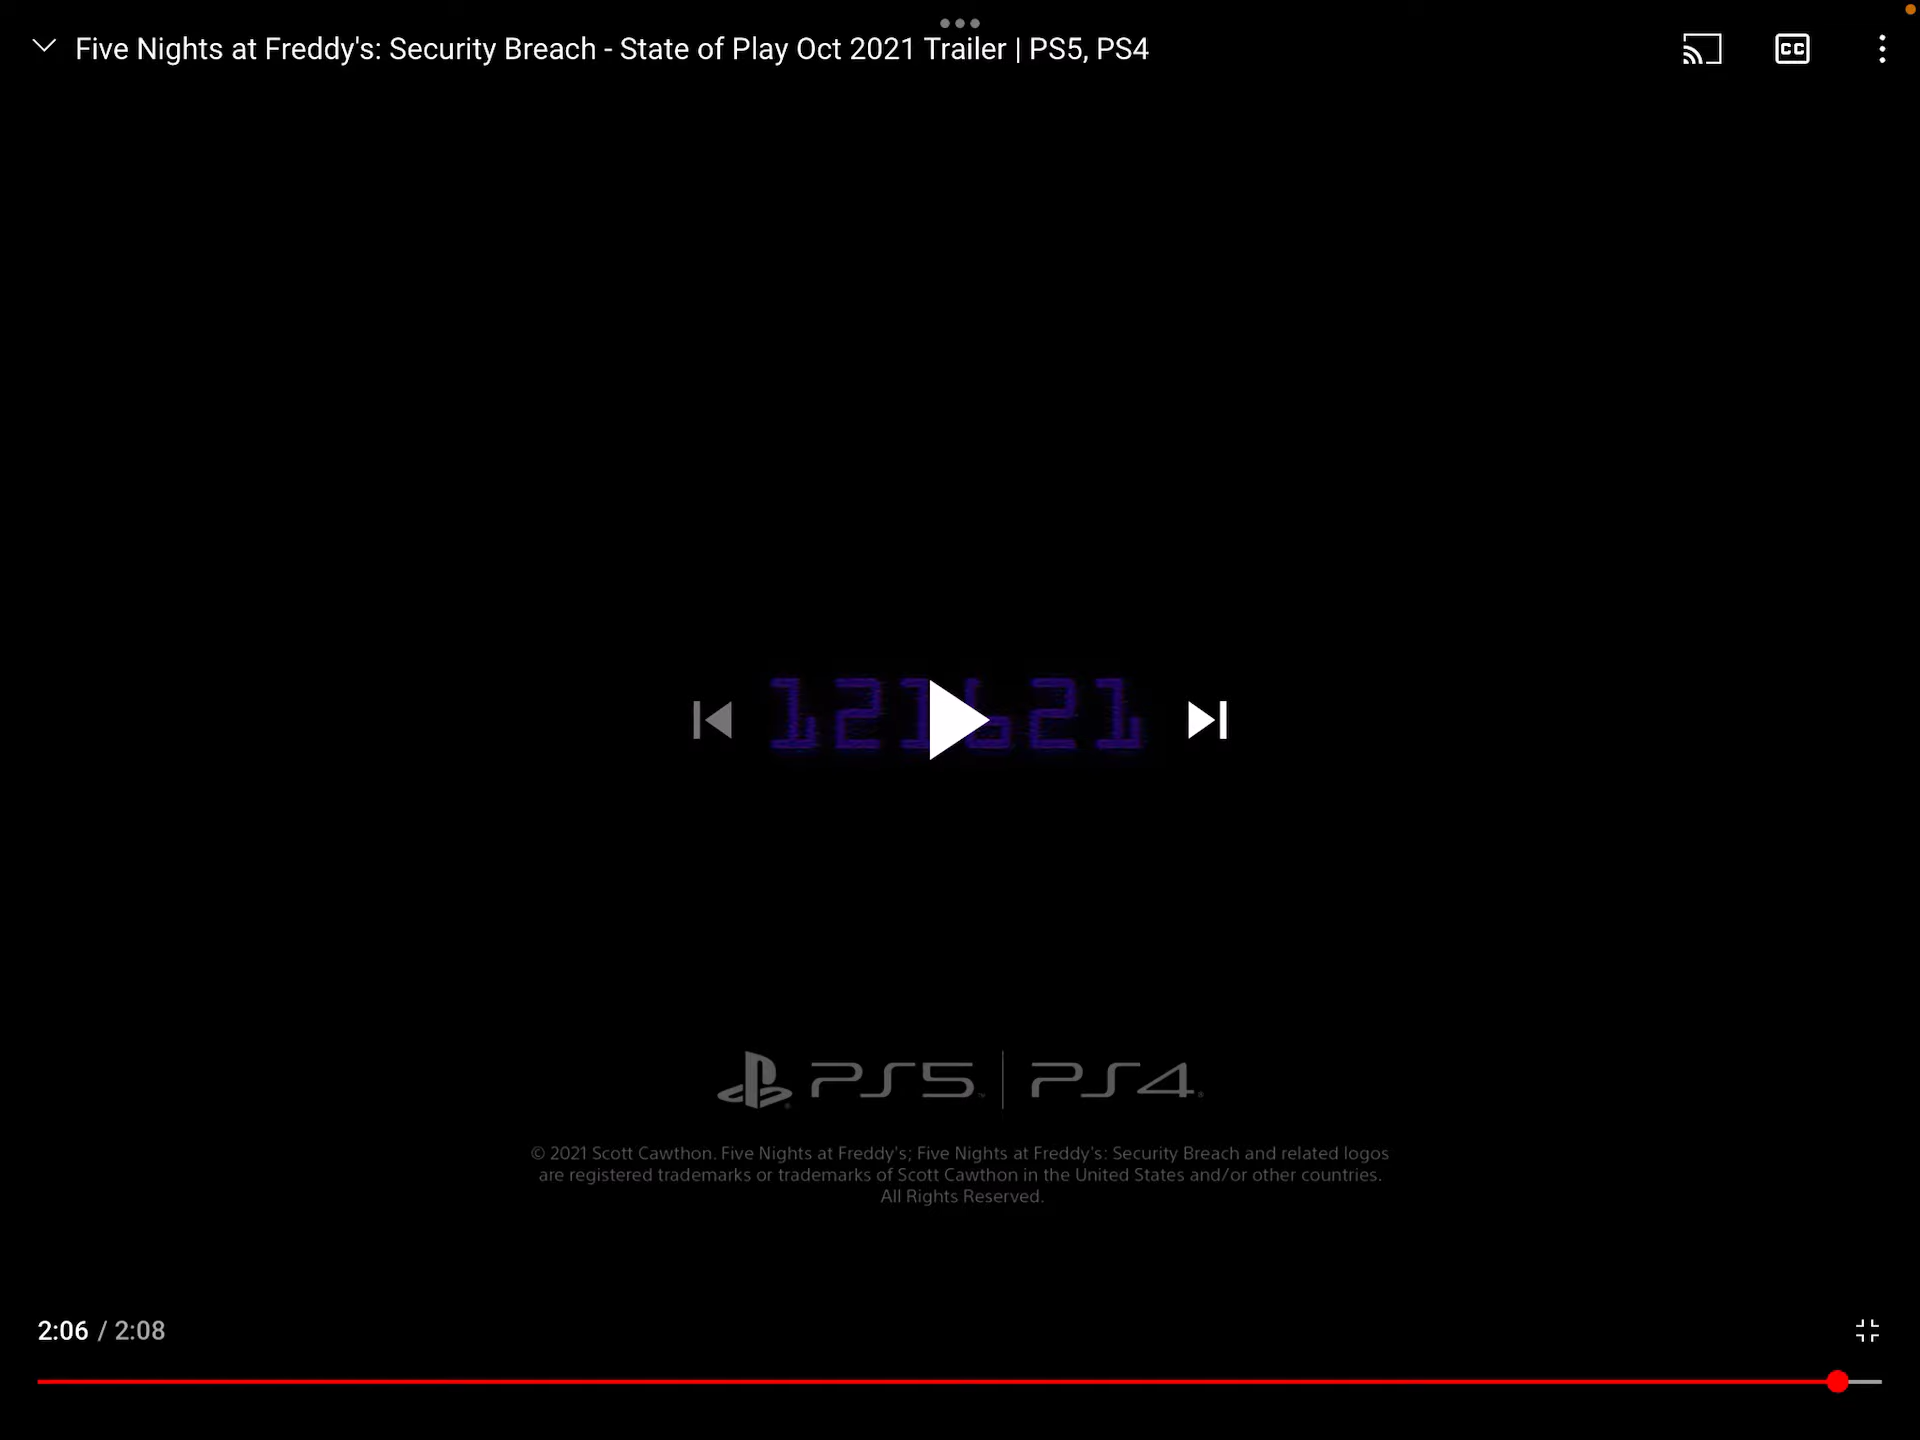 Five Nights at Freddy's: Security Breach - State of Play Oct 2021 Trailer | PS5, PS4
CC
121621
PS5 | PS4
© 2021 Scott Cawthon. Five Nights at Freddy's; Five Nights at Freddy's: Security Breach and related logos
are registered trademarks or trademarks of Scott Cawthon in the United States and/or other countries.
All Rights Reserved.
2:06 / 2:08